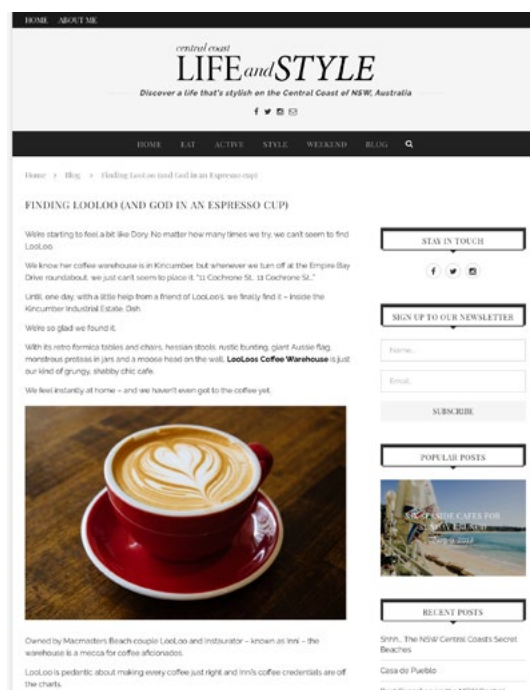 HOME ABOUT ME
central coast
LIFE and STYLE
Discover a life that's stylish on the Central Coast of NSW, Australia
HOME EAT ACTIVE STYLE WEEKEND BLOG
Home > Blog > Finding LooLoo (and God in an Espresso cup)
FINDING LOOLOO (AND GOD IN AN ESPRESSO CUP)
We're starting to feel a bit like Dory. No matter how many times we try, we can't seem to find
LooLoo.
We know her coffee warehouse is in Kincumber, but whenever we turn off at the Empire Bay
Drive roundabout, we just can't seem to place it. "11 Cochrone St.. 11 Cochrone St..."
Until, one day, with a little help from a friend of LooLoo's, we finally find it – inside the
Kincumber Industrial Estate. Doh.
We're so glad we found it.
With its retro formica tables and chairs, hessian stools, rustic bunting, giant Aussie flag,
monstrous proteas in jars and a moose head on the wall, LooLoos Coffee Warehouse is just
our kind of grungy, shabby chic cafe.
We feel instantly at home – and we haven't even got to the coffee yet.
Owned by Macmasters Beach couple LooLoo and Instaurator – known as Inni – the
warehouse is a mecca for coffee aficionados.
LooLoo is pedantic about making every coffee just right and Inni's coffee credentials are off
the charts.
STAY IN TOUCH
SIGN UP TO OUR NEWSLETTER
Name..
Email..
SUBSCRIBE
POPULAR POSTS
SEASIDE CAFES FOR
RECENT POSTS
Shhh.. The NSW Central Coasts Secret
Beaches
Casa de Pueblo